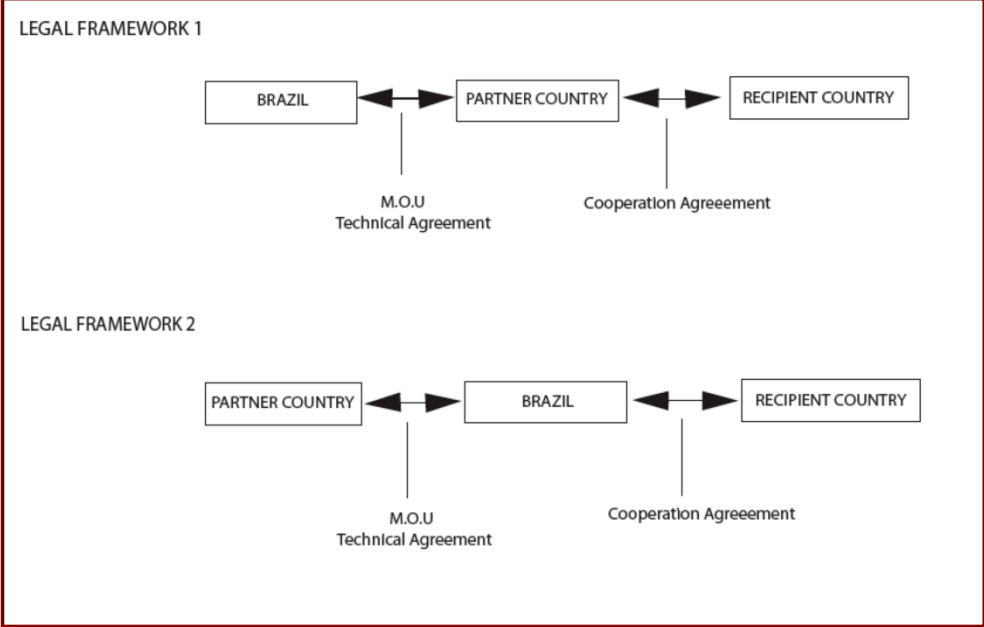 LEGAL FRAMEWORK 1
BRAZIL
PARTNER COUNTRY
RECIPIENT COUNTRY
M.O.U
Technical Agreement
Cooperation Agreeement
LEGAL FRAMEWORK 2
PARTNER COUNTRY
BRAZIL
RECIPIENT COUNTRY
M.O.U
Technical Agreement
Cooperation Agreeement